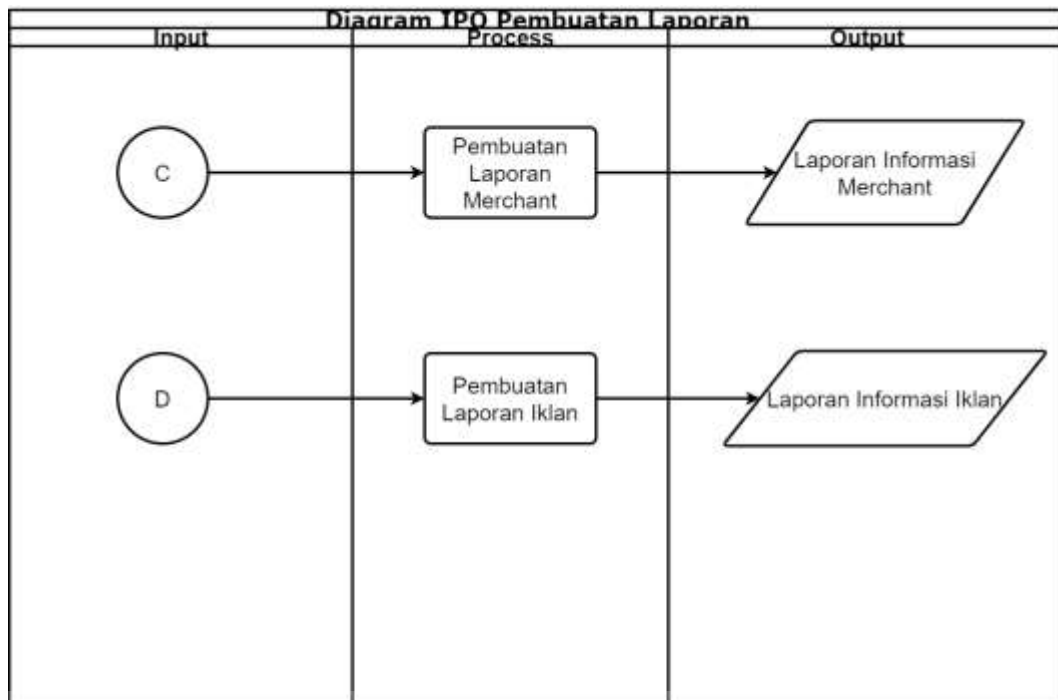 Diagram IPO Pembuatan Laporan
Input
Process
Output
C
Pembuatan
Laporan
Merchant
Laporan Informasi
Merchant
D
Pembuatan
Laporan Iklan
Laporan Informasi Iklan